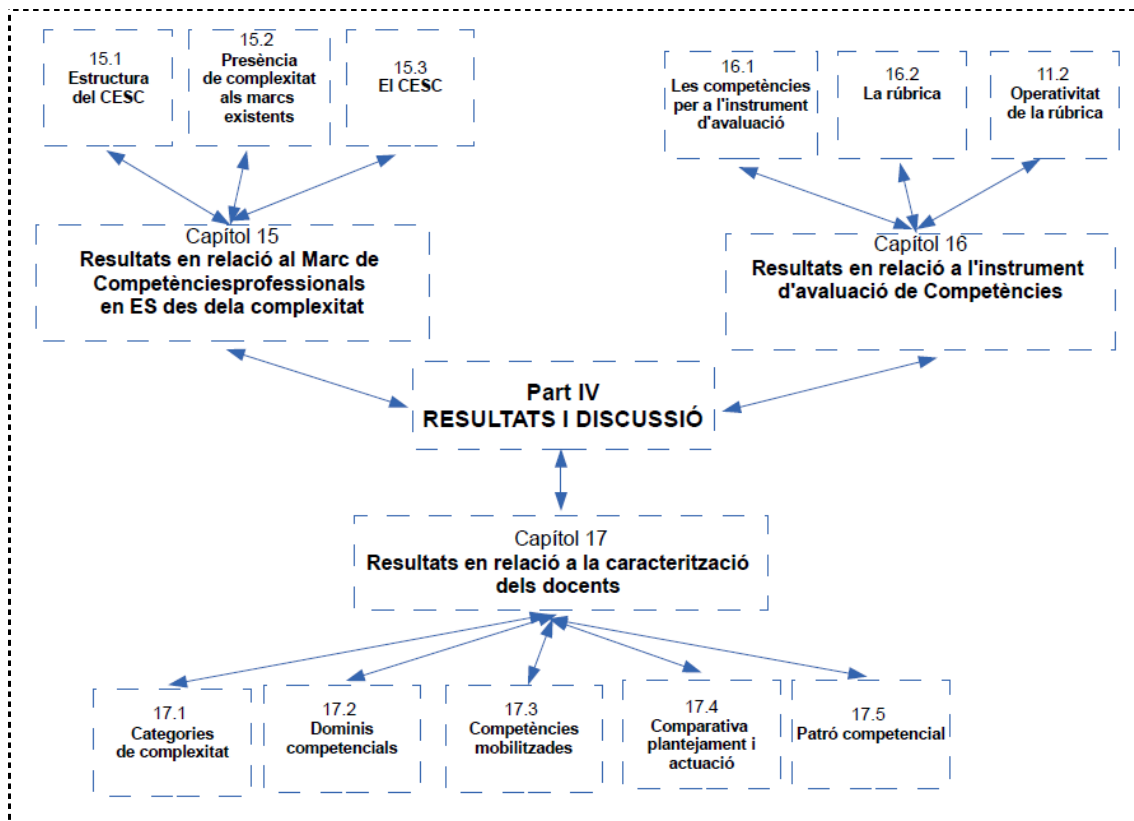 15.1
Estructura
del CESC
15.2
Presència
de complexitat
als marcs
existents
15.3
El CESC
16.1
Les competències
per a l'instrument
d'avaluació
16.2
La rúbrica
11.2
Operativitat
de la rúbrica
Capítol 15
Resultats en relació al Marc de
Competènciesprofessionals
en ES des dela complexitat
Capítol 16
Resultats en relació a l'instrument
d'avaluació de Competències
Part IV
RESULTATS I DISCUSSIÓ
Capítol 17
Resultats en relació a la caracterització
dels docents
17.1
Categories
de complexitat
17.2
Dominis
competencials
17.3
Competències
mobilitzades
17.4
Comparativa
plantejament i
actuació
17.5
Patró competencial